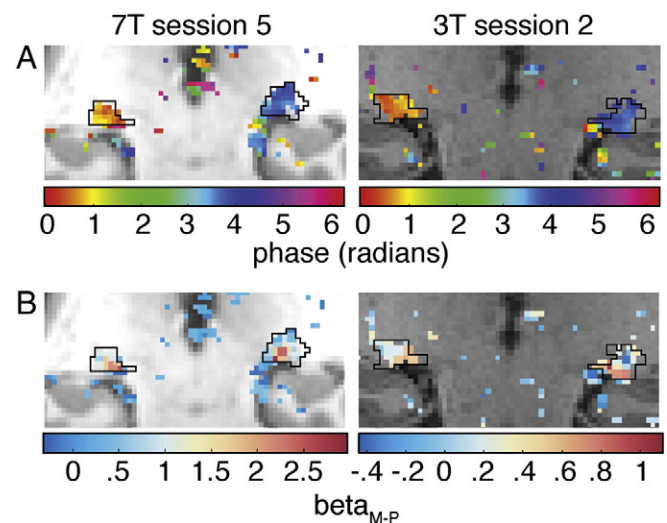 7T session 5 3T session 2
A
0 1 2 3 4 5 6 0 1 2 3 4 5 6
phase (radians)
B
0 .5 1 1.5 2 2.5 -.4 -.2 0 .2 .4 .6 .8 1
beta M-P